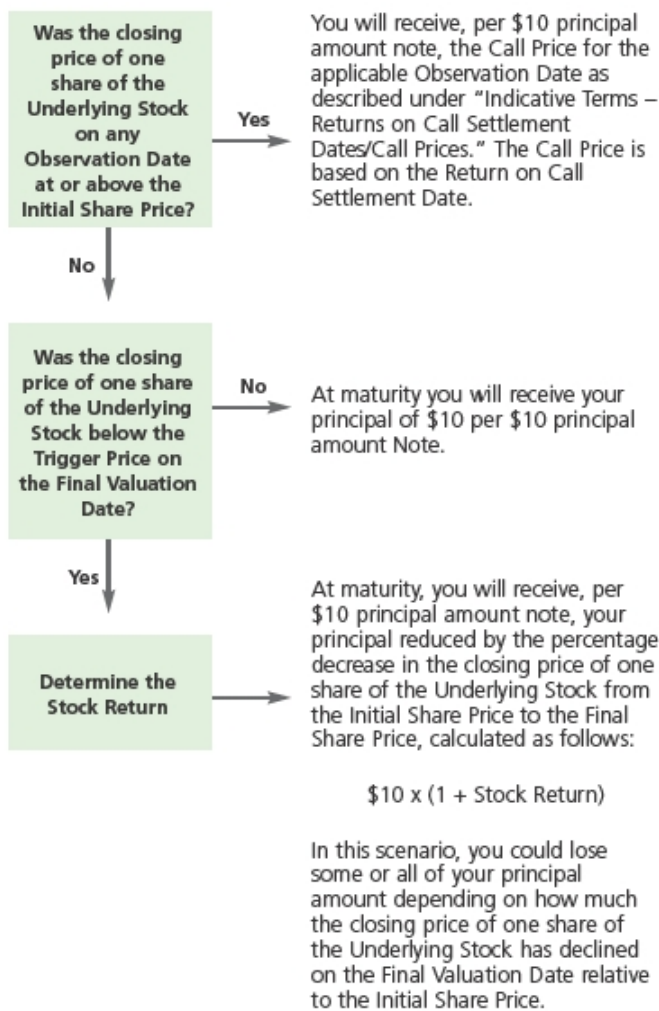 Was the closing
price of one
share of the
Underlying Stock
on any
Observation Date
at or above the
Initial Share Price?
Yes
You will receive, per $10 principal
amount note, the Call Price for the
applicable Observation Date as
described under “Indicative Terms –
Returns on Call Settlement
Dates/Call Prices.” The Call Price is
based on the Return on Call
Settlement Date.
No
Was the closing
price of one share
of the Underlying
Stock below the
Trigger Price on
the Final Valuation
Date?
No
At maturity you will receive your
principal of $10 per $10 principal
amount Note.
Yes
Determine the
Stock Return
At maturity, you will receive, per
$10 principal amount note, your
principal reduced by the percentage
decrease in the closing price of one
share of the Underlying Stock from
the Initial Share Price to the Final
Share Price, calculated as follows:
$10 x (1 + Stock Return)
In this scenario, you could lose
some or all of your principal
amount depending on how much
the closing price of one share of
the Underlying Stock has declined
on the Final Valuation Date relative
to the Initial Share Price.